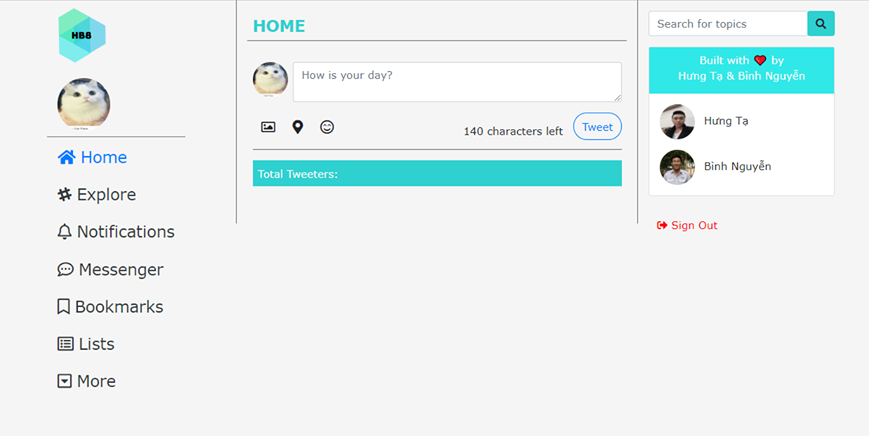 HBB
Home
Explore
Notifications
Messenger
Bookmarks
Lists
More
HOME
How is your day?
140 characters left
Tweet
Total Tweeters:
Search for topics
Built with by
Hưng Tạ & Bình Nguyễn
Hưng Tạ
Bình Nguyễn
Sign Out